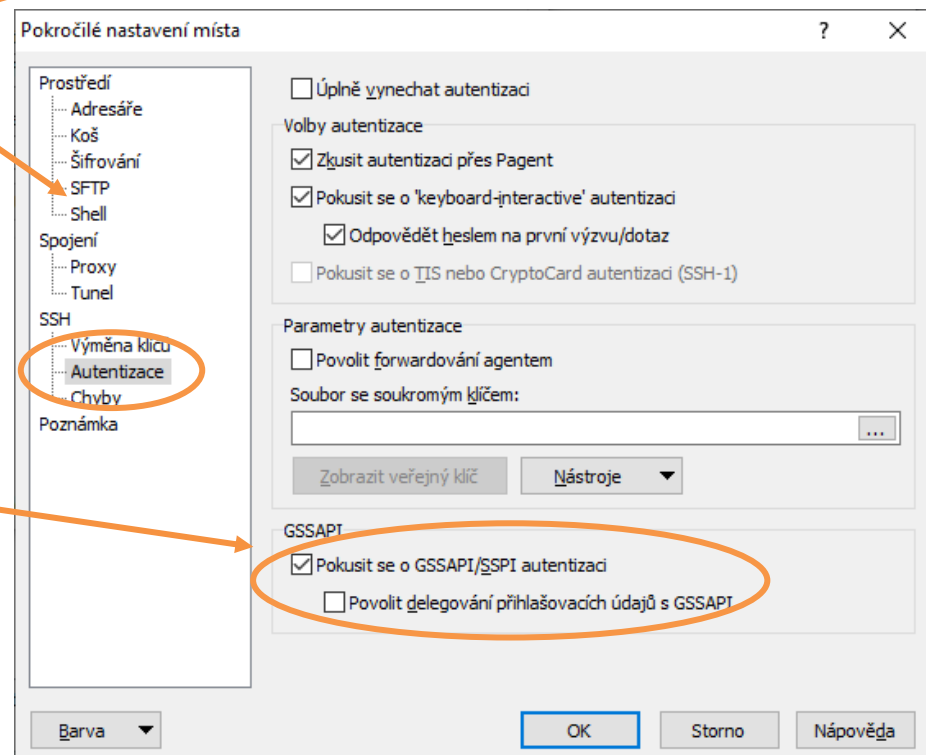 Pokročilé nastavení místa
?
Prostředí
Adresáře
Koš
Šifrování
SFTP
Shell
Spojení
Proxy
Tunel
SSH
Výměna klíčů
Autentizace
Chyby
Poznámka
Úplně vynechat autentizaci
Volby autentizace
Zkusit autentizaci přes Pagent
Pokusit se o 'keyboard-interactive' autentizaci
Odpovědět heslem na první výzvu/dotaz
Pokusit se o TIS nebo CryptoCard autentizaci (SSH-1)
Parametry autentizace
Povolit forwardování agentem
Soubor se soukromým klíčem:
...
Zobrazit veřejný klíč
Nástroje
GSSAPI
Pokusit se o GSSAPI/SSPI autentizaci
Povolit delegování přihlašovacích údajů s GSSAPI
Barva
OK
Storno
Nápověda